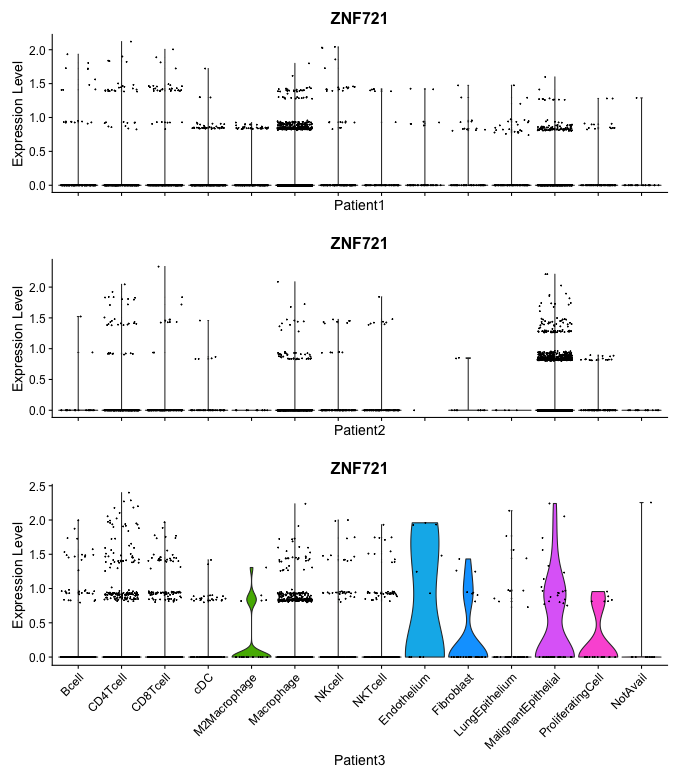 ZNF721
Expression Level
2.0
1.5
1.0
0.5
0.0
Patient1
ZNF721
Expression Level
2.0
1.5
1.0
0.5
0.0
Patient2
ZNF721
Expression Level
2.5
2.0
1.5
1.0
0.5
0.0
Bcell
CD4Tcell
CD8Tcell
cDC
M2Macrophage
Macrophage
NKcell
NKTcell
Endothelium
Fibroblast
LungEpithelium
MalignantEpithelial
ProliferatingCell
NotAvail
Patient3